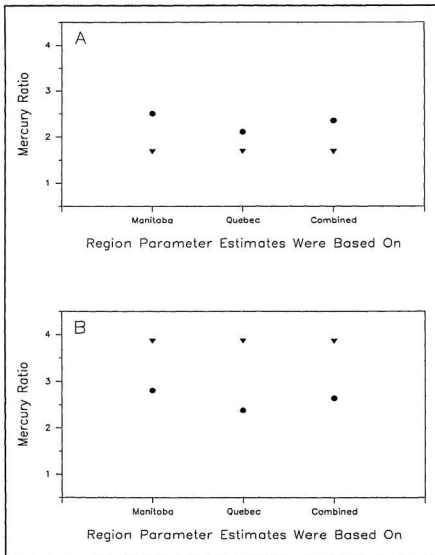 A
4
3
2
1
Mercury Ratio
Manitoba Quebec Combined
Region Parameter Estimates Were Based On
B
4
3
2
1
Mercury Ratio
Manitoba Quebec Combined
Region Parameter Estimates Were Based On